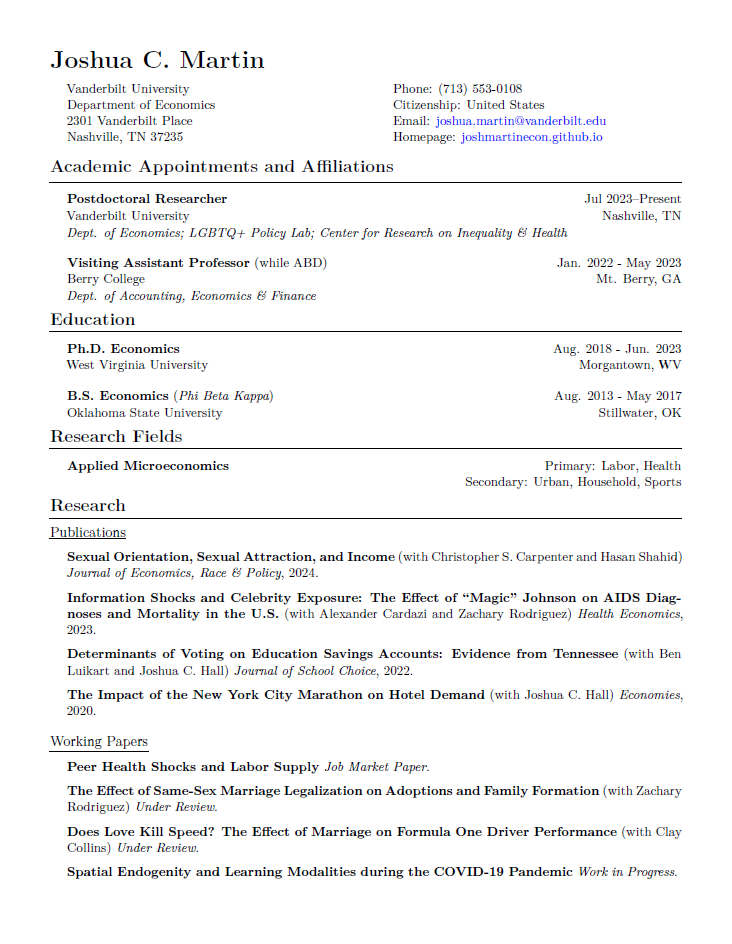 Joshua C. Martin
Vanderbilt University
Department of Economics
2301 Vanderbilt Place
Nashville, TN 37235
Phone: (713) 553-0108
Citizenship: United States
Email: joshua.martin@vanderbilt.edu
Homepage: joshmartinecon.github.io
Academic Appointments and Affiliations
Postdoctoral Researcher Jul 2023–Present
Vanderbilt University Nashville, TN
Dept. of Economics; LGBTQ+ Policy Lab; Center for Research on Inequality & Health
Visiting Assistant Professor (while ABD) Jan. 2022 - May 2023
Berry College Mt. Berry, GA
Dept. of Accounting, Economics & Finance
Education
Ph.D. Economics Aug. 2018 - Jun. 2023
West Virginia University Morgantown, WV
B.S. Economics (Phi Beta Kappa) Aug. 2013 - May 2017
Oklahoma State University Stillwater, OK
Research Fields
Applied Microeconomics Primary: Labor, Health
Secondary: Urban, Household, Sports
Research
Publications
Sexual Orientation, Sexual Attraction, and Income (with Christopher S. Carpenter and Hasan Shahid)
Journal of Economics, Race & Policy, 2024.
Information Shocks and Celebrity Exposure: The Effect of “Magic” Johnson on AIDS Diag-
noses and Mortality in the U.S. (with Alexander Cardazi and Zachary Rodriguez) Health Economics,
2023.
Determinants of Voting on Education Savings Accounts: Evidence from Tennessee (with Ben
Luikart and Joshua C. Hall) Journal of School Choice, 2022.
The Impact of the New York City Marathon on Hotel Demand (with Joshua C. Hall) Economies,
2020.
Working Papers
Peer Health Shocks and Labor Supply Job Market Paper.
The Effect of Same-Sex Marriage Legalization on Adoptions and Family Formation (with Zachary
Rodriguez) Under Review.
Does Love Kill Speed? The Effect of Marriage on Formula One Driver Performance (with Clay
Collins) Under Review.
Spatial Endogenity and Learning Modalities during the COVID-19 Pandemic Work in Progress.